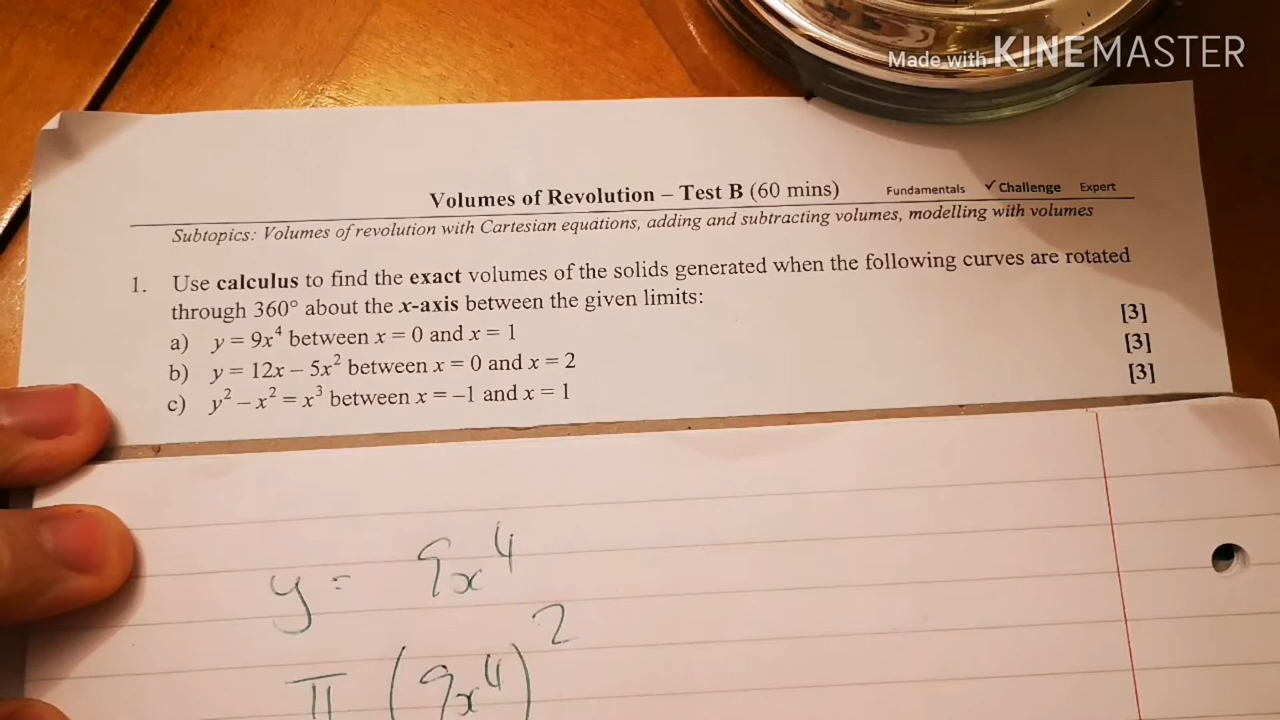 Made with KINEMASTER
Volumes of Revolution – Test B (60 mins) Fundamentals ✓Challenge Expert
Subtopics: Volumes of revolution with Cartesian equations, adding and subtracting volumes, modelling with volumes
1. Use calculus to find the exact volumes of the solids generated when the following curves are rotated
through 360° about the x-axis between the given limits:
a) y = 9x⁴ between x = 0 and x = 1 [3]
b) y = 12x – 5x² between x = 0 and x = 2 [3]
c) y² – x² = x³ between x = –1 and x = 1 [3]
y = 9x⁴
π (9x⁴)²